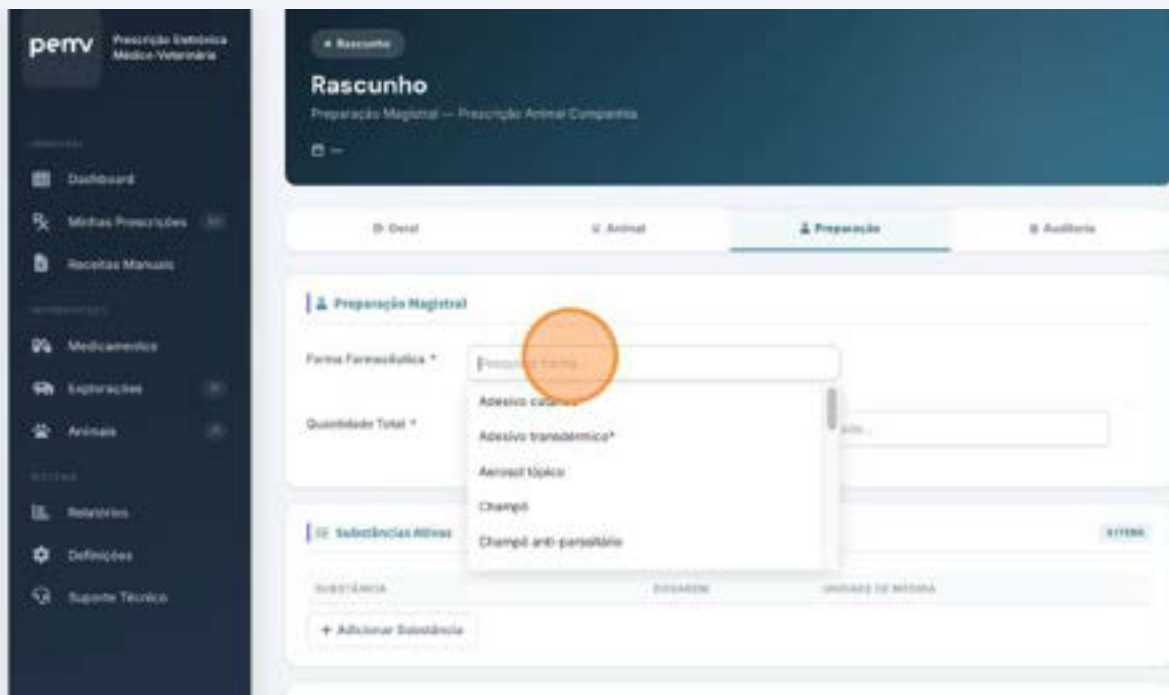 pemv
Prescrição Eletrónica
Médico-Veterinária
Dashboard
Minhas Prescrições
Receitas Manuais
Medicamentos
Explorações
Animais
SISTEMA
Relatórios
Definições
Suporte Técnico
Rascunho
Rascunho
Preparação Magistral — Prescrição Animal Companhia
Geral
Animal
Preparação
Auditoria
Preparação Magistral
Forma Farmacêutica *
Adesivo
Adesivo transdérmico*
Aerosol tópico
Champô
Champô anti-parasitário
Quantidade Total *
Substâncias Ativas
SUBSTÂNCIA
DOSAGEM
UNIDADE DE MEDIDA
+ Adicionar Substância